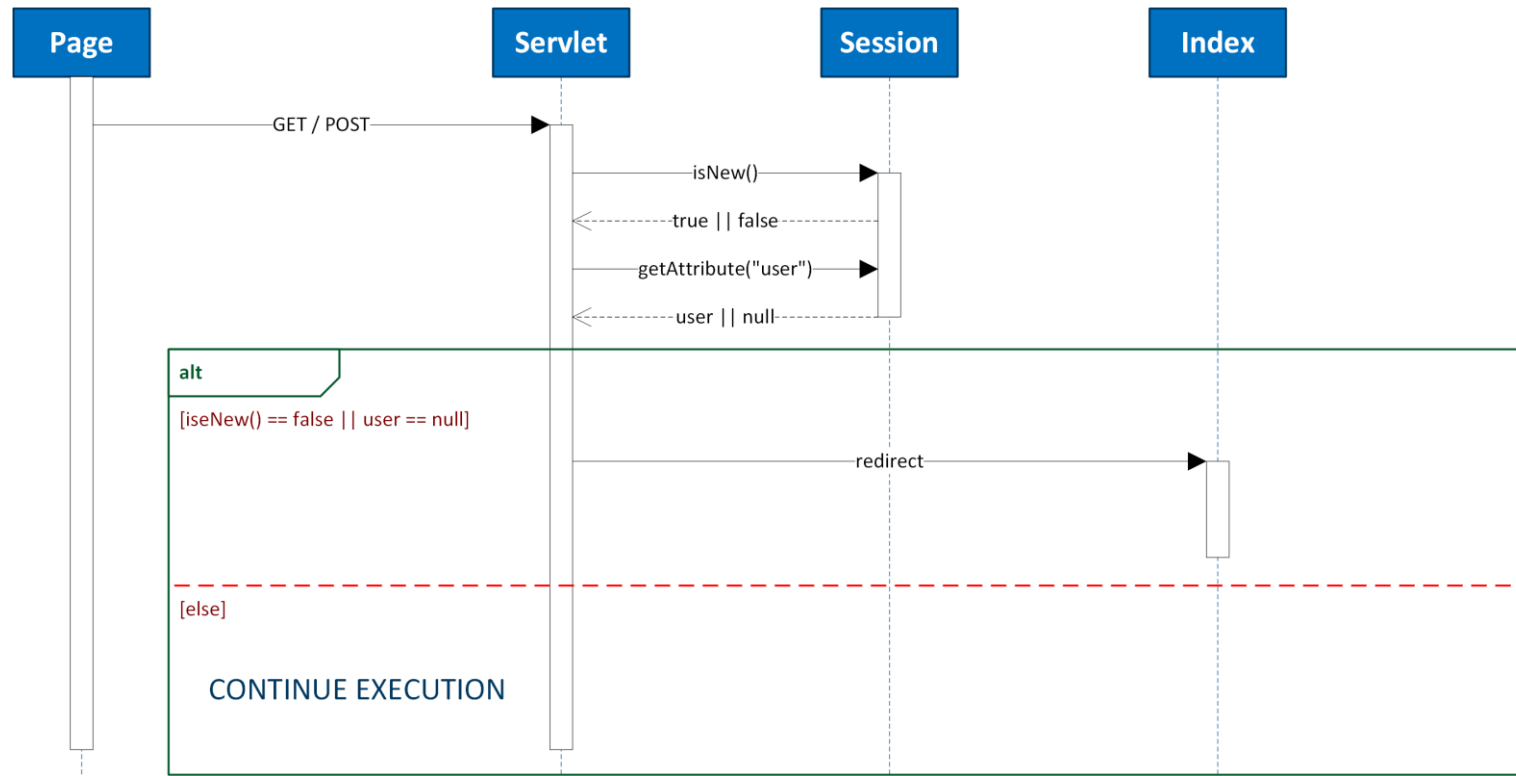 Page
Servlet
Session
Index
GET / POST
isNew()
true || false
getAttribute("user")
user || null
alt
[iseNew() == false || user == null]
redirect
[else]
CONTINUE EXECUTION